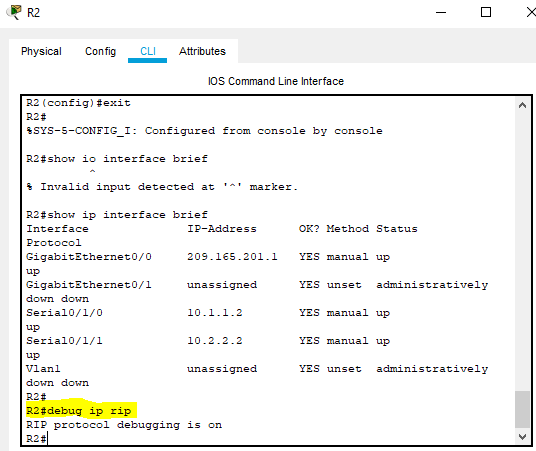 R2
Physical Config CLI Attributes
IOS Command Line Interface
R2(config)#exit
R2#
%SYS-5-CONFIG_I: Configured from console by console
R2#show io interface brief
^
% Invalid input detected at '^' marker.
R2#show ip interface brief
Interface IP-Address OK? Method Status
Protocol
GigabitEthernet0/0 209.165.201.1 YES manual up
up
GigabitEthernet0/1 unassigned YES unset administratively
down down
Serial0/1/0 10.1.1.2 YES manual up
up
Serial0/1/1 10.2.2.2 YES manual up
up
Vlan1 unassigned YES unset administratively
down down
R2#
R2#debug ip rip
RIP protocol debugging is on
R2#